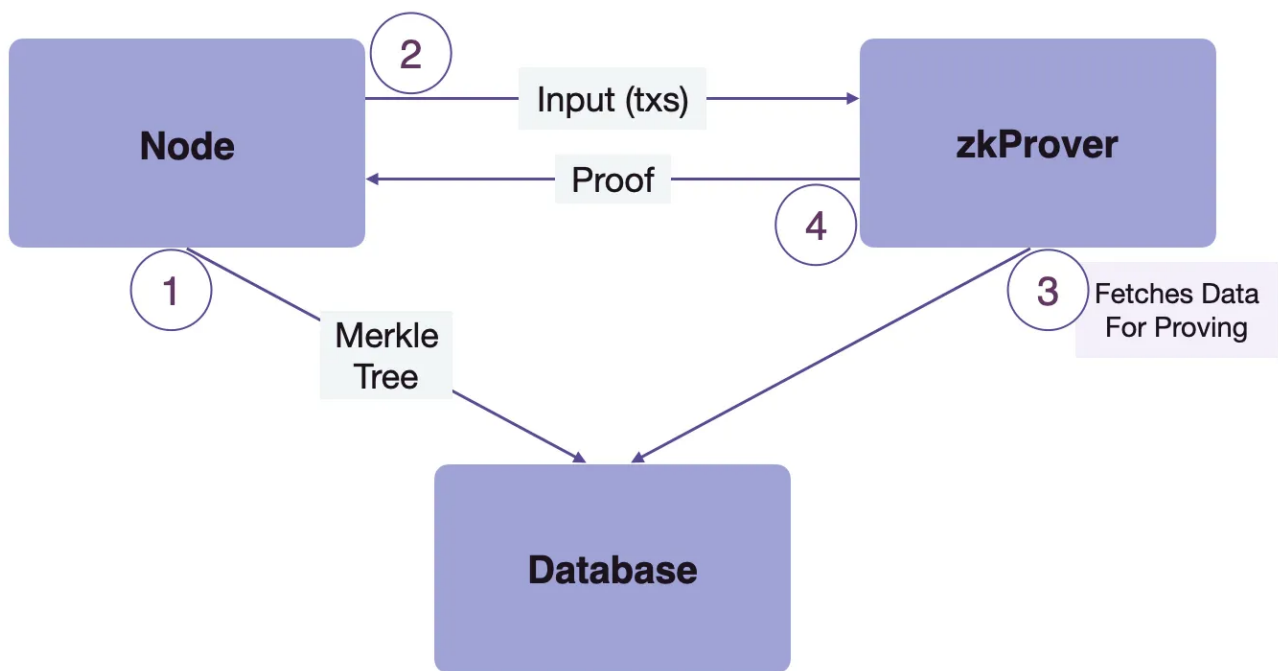 2
Node
Input (txs)
zkProver
Proof
4
1
3
Fetches Data
For Proving
Merkle
Tree
Database